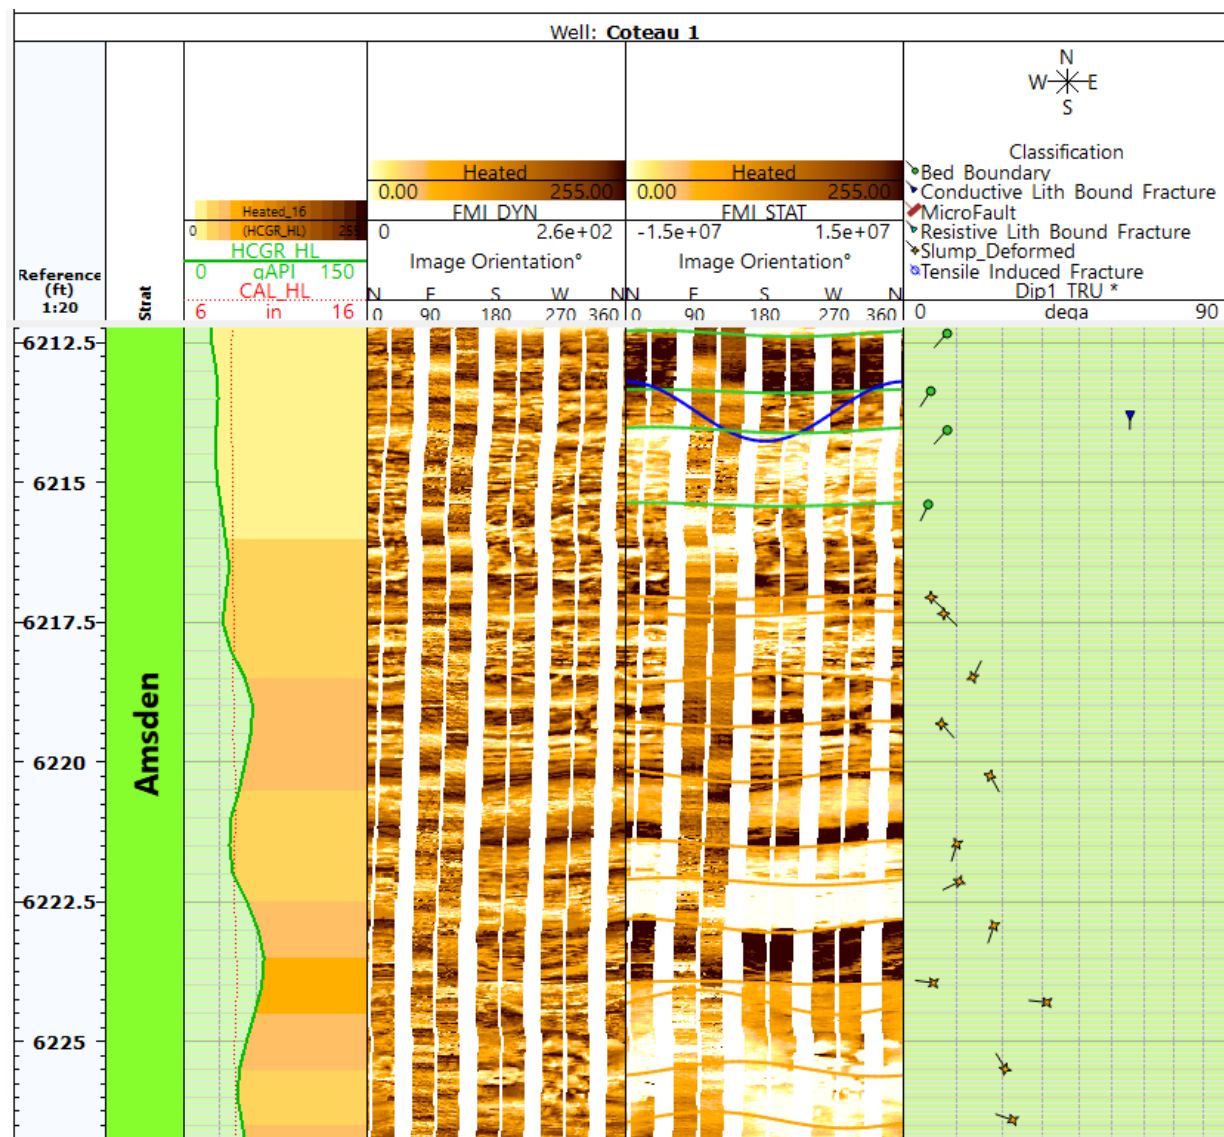 Well: Coteau 1
N
W E
S
Classification
Bed Boundary
Conductive Lith Bound Fracture
MicroFault
Resistive Lith Bound Fracture
Slump_Deformed
Tensile Induced Fracture
Dip1 TRU *
0 dega 90
Heated
0.00 255.00
FMI DYN
0 2.6e+02
Image Orientation°
N E S W N
0 90 180 270 360
Heated
0.00 255.00
FMI STAT
-1.5e+07 1.5e+07
Image Orientation°
N E S W N
0 90 180 270 360
Heated_16
0 (HCGR_HL)
HCGR HL
0 gAPI 150
CAL_HL
6 in 16
Reference
(ft)
1:20
Strat
6212.5
6215
6217.5
6220
6222.5
6225
Amsden